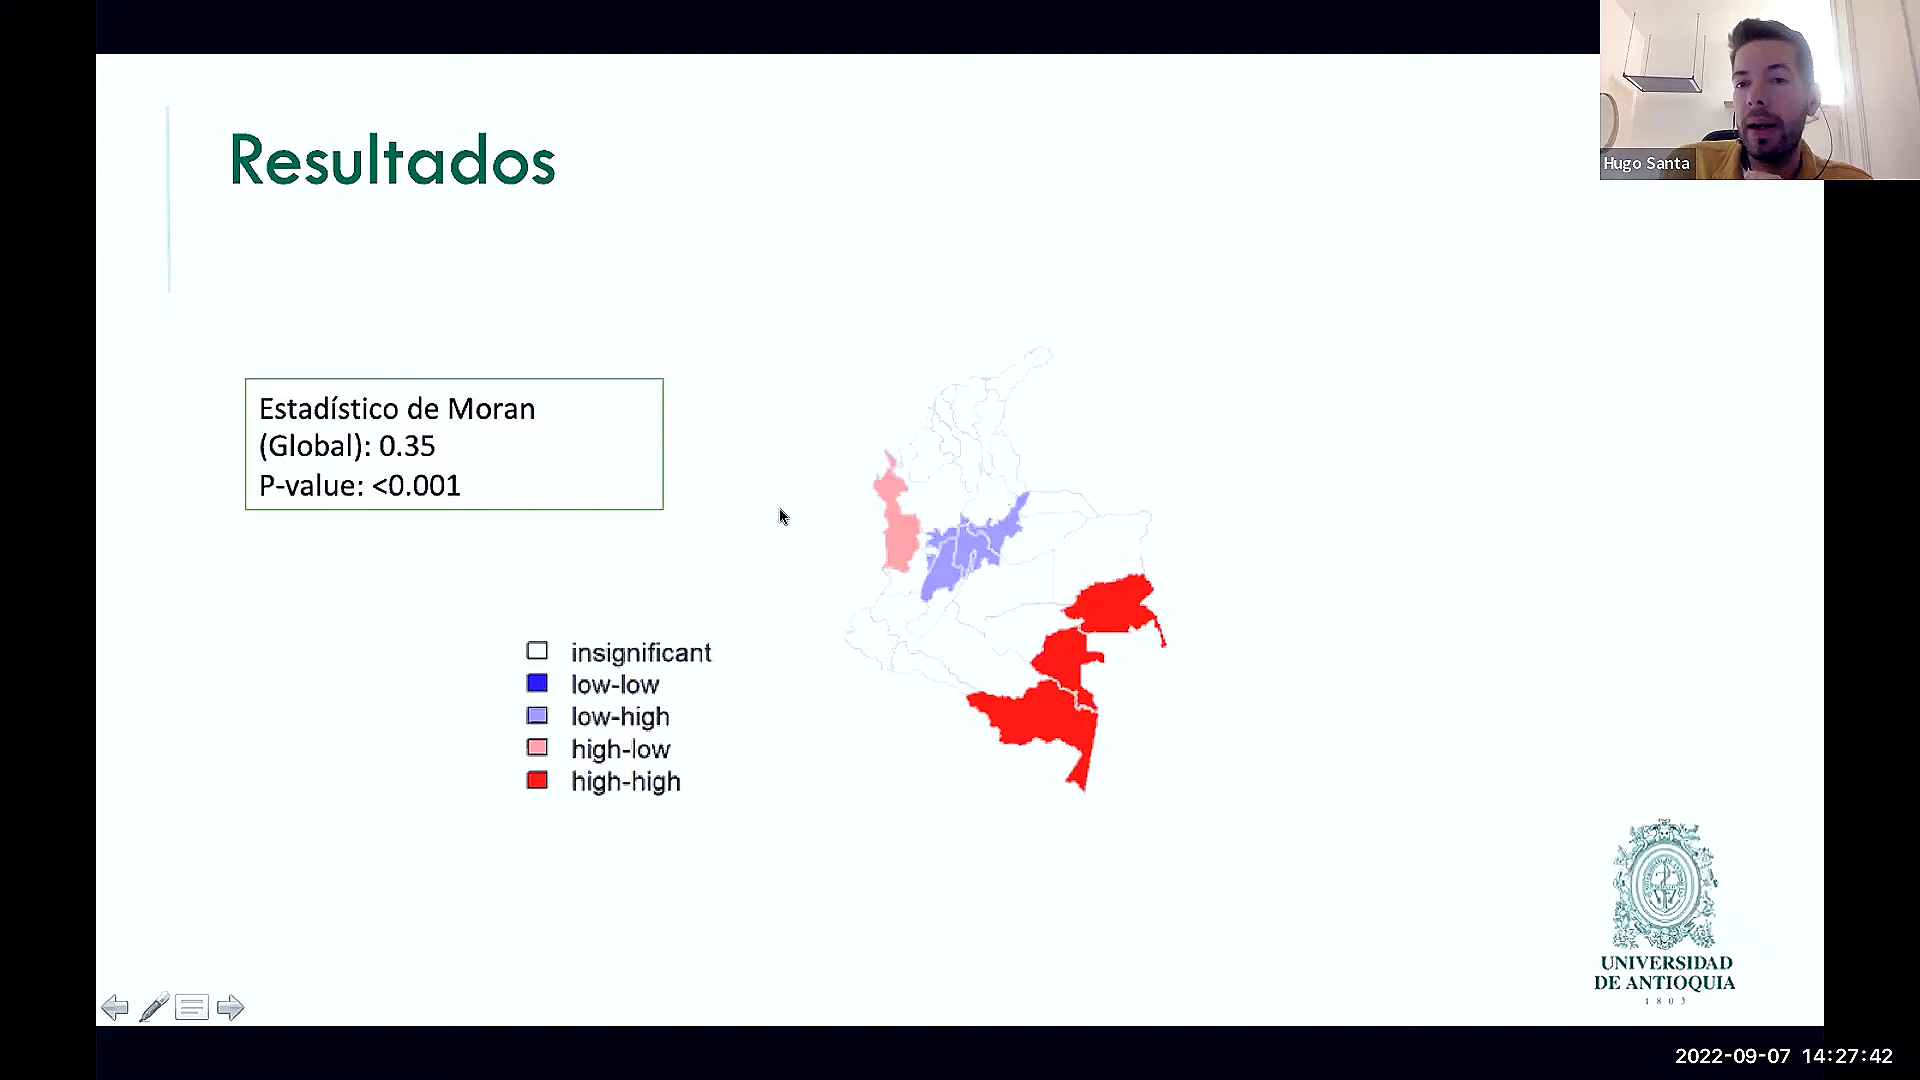 Resultados
Hugo Santa
Estadístico de Moran
(Global): 0.35
P-value: <0.001
insignificant
low-low
low-high
high-low
high-high
UNIVERSIDAD
DE ANTIOQUIA
1803
2022-09-07 14:27:42